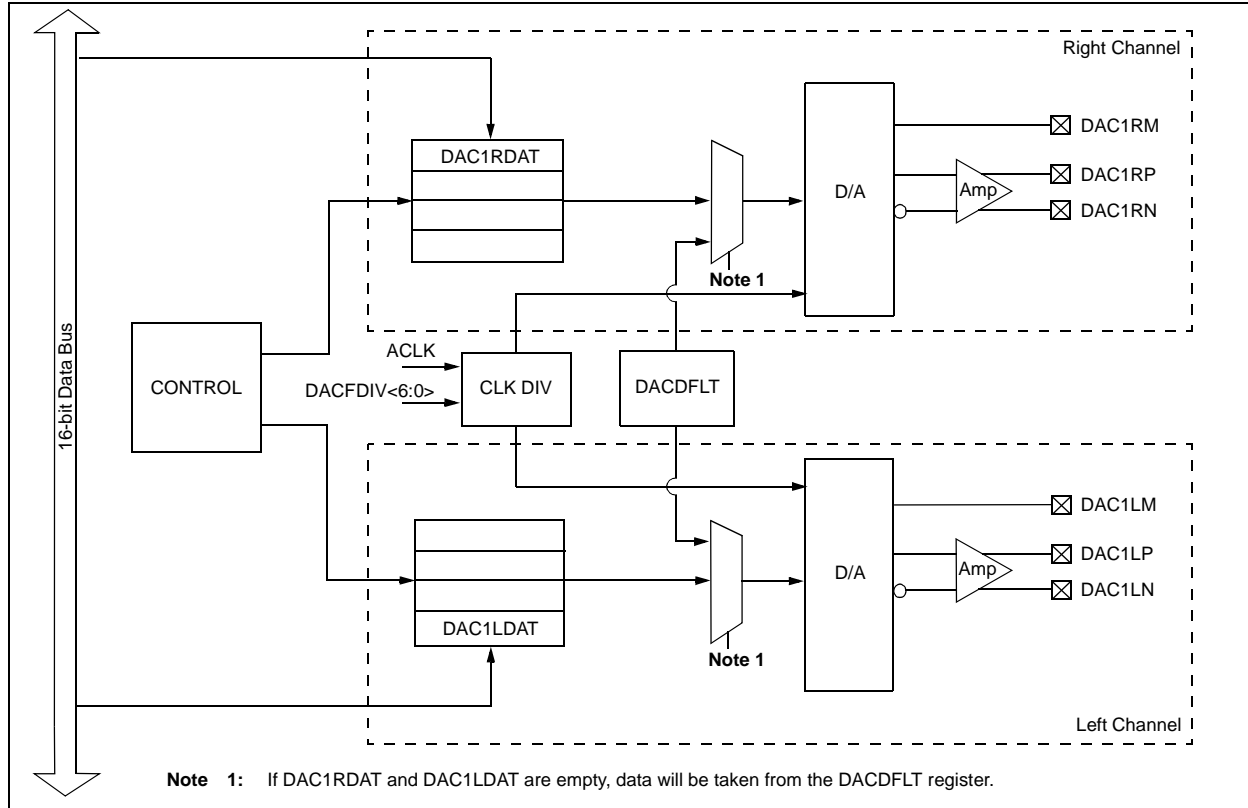 Right Channel
DAC1RDAT
DAC1RM
DAC1RP
DAC1RN
D/A
Amp
Note 1
16-bit Data Bus
CONTROL
ACLK
DACFDIV<6:0>
CLK DIV
DACDFLT
DAC1LDAT
DAC1LM
DAC1LP
DAC1LN
D/A
Amp
Note 1
Left Channel
Note 1: If DAC1RDAT and DAC1LDAT are empty, data will be taken from the DACDFLT register.